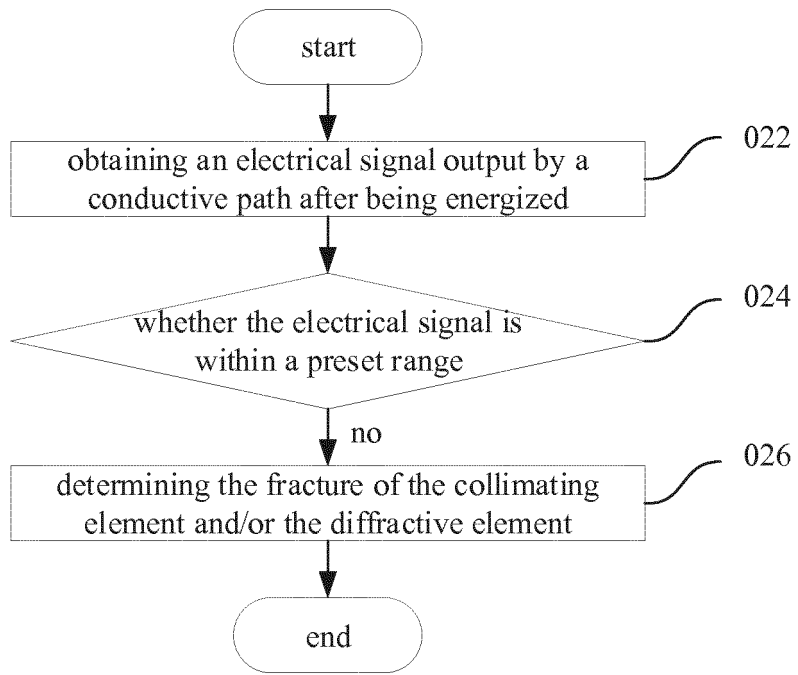 start
obtaining an electrical signal output by a
conductive path after being energized
022
whether the electrical signal is
within a preset range
024
no
determining the fracture of the collimating
element and/or the diffractive element
026
end